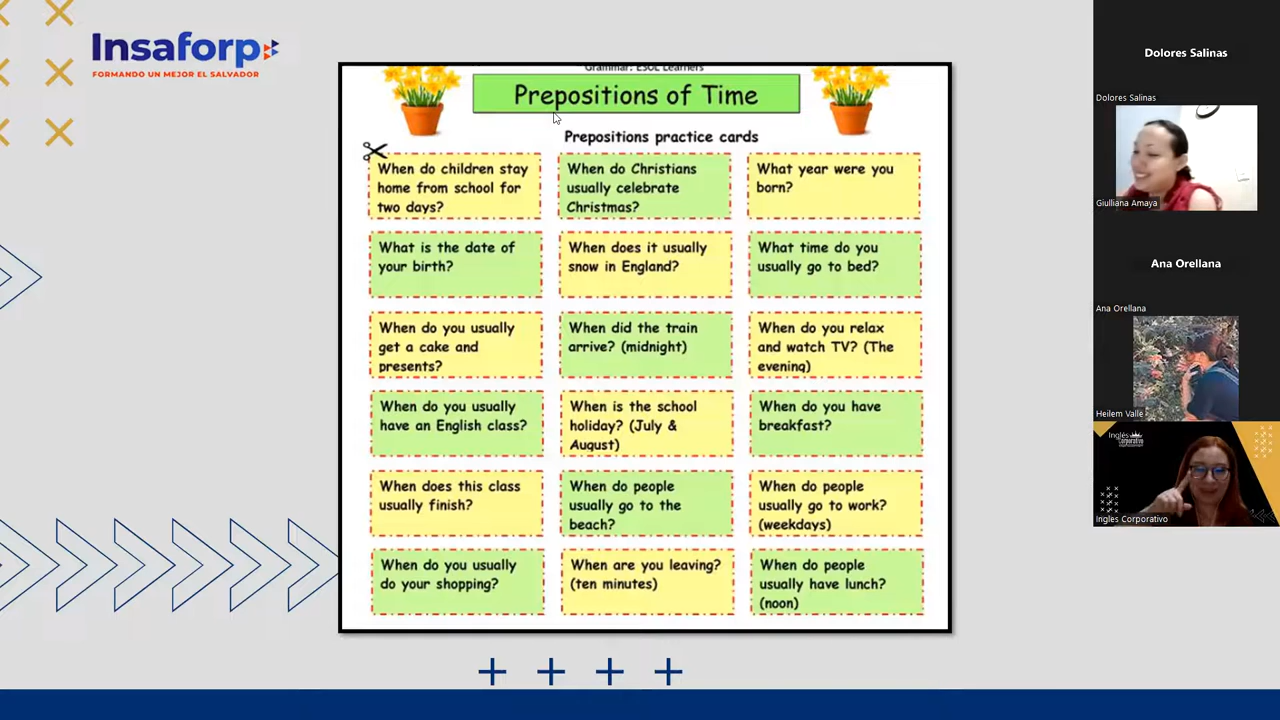 Insaforp
FORMANDO UN MEJOR EL SALVADOR
Grammar: ESOL Learners
Prepositions of Time
Prepositions practice cards
When do children stay
home from school for
two days?
When do Christians
usually celebrate
Christmas?
What year were you
born?
What is the date of
your birth?
When does it usually
snow in England?
What time do you
usually go to bed?
When do you usually
get a cake and
presents?
When did the train
arrive? (midnight)
When do you relax
and watch TV? (The
evening)
When do you usually
have an English class?
When is the school
holiday? (July &
August)
When do you have
breakfast?
When does this class
usually finish?
When do people
usually go to the
beach?
When do people
usually go to work?
(weekdays)
When do you usually
do your shopping?
When are you leaving?
(ten minutes)
When do people
usually have lunch?
(noon)
Dolores Salinas
Dolores Salinas
Giulliana Amaya
Ana Orellana
Ana Orellana
Heilem Valle
Inglés
Corporativo
Ingles Corporativo